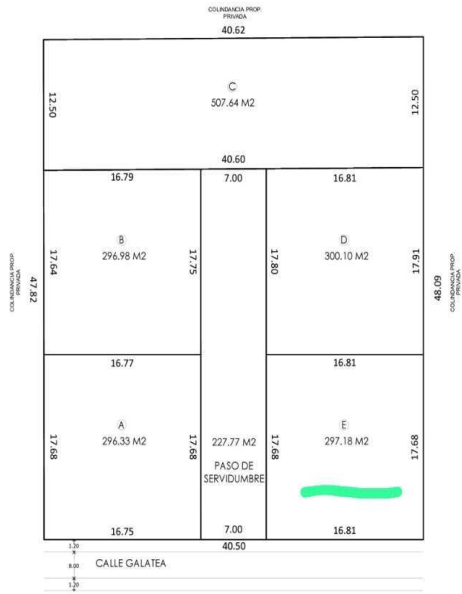 COLINDANCIA PROP.
PRIVADA
40.62
12.50
C
507.64 M2
12.50
40.60
16.79
7.00
16.81
COLINDANCIA PROP.
PRIVADA
47.82
17.64
B
296.98 M2
17.75
17.80
D
300.10 M2
17.91
48.09
COLINDANCIA PROP.
PRIVADA
16.77
16.81
17.68
A
296.33 M2
17.68
227.77 M2
PASO DE
SERVIDUMBRE
17.68
E
297.18 M2
17.68
16.75
7.00
16.81
40.50
1.20
8.00
CALLE GALATEA
1.20